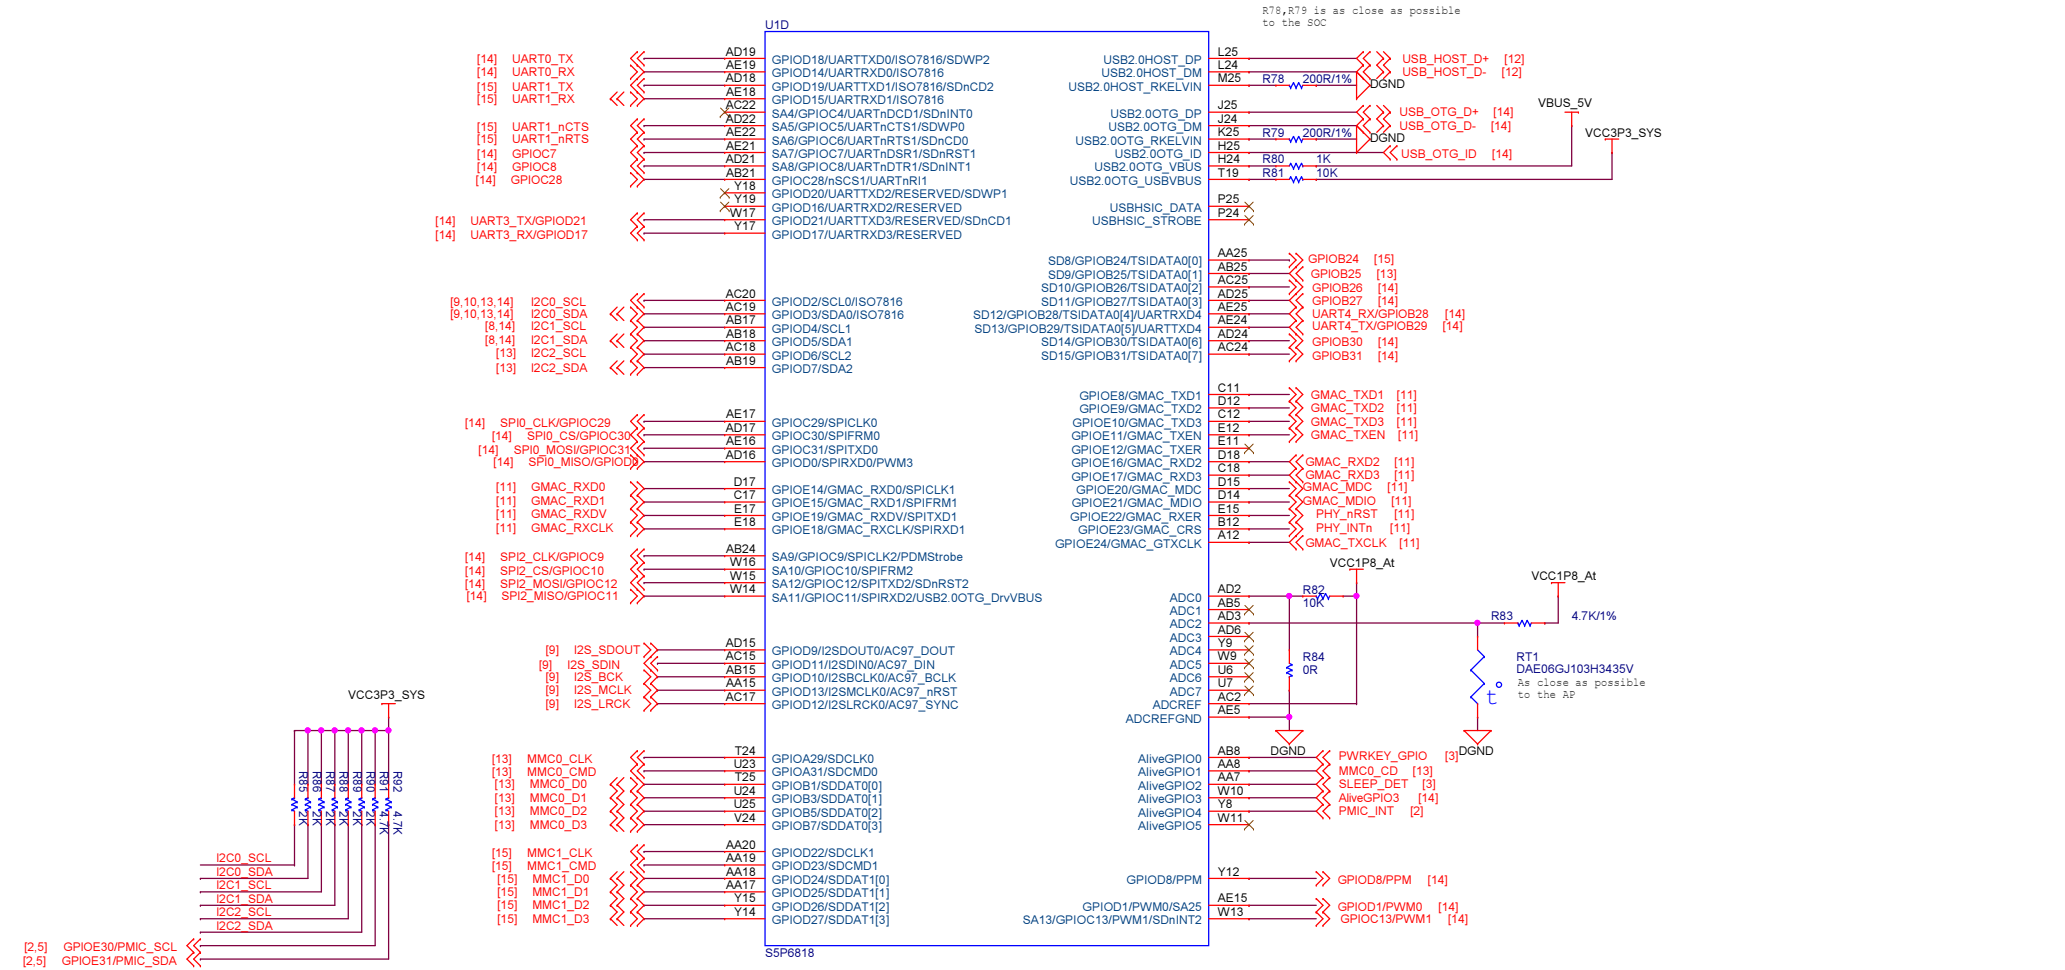 R78,R79 is as close as possible
to the SOC
U1D
[14] UART0_TX AD19 GPIOD18/UARTTXD0/ISO7816/SDWP2
[14] UART0_RX AE19 GPIOD14/UARTRXD0/ISO7816
[15] UART1_TX AD18 GPIOD19/UARTTXD1/ISO7816/SDnCD2
[15] UART1_RX AE18 GPIOD15/UARTRXD1/ISO7816
AC22 SA4/GPIOC4/UARTnDCD1/SDnINT0
[15] UART1_nCTS AD22 SA5/GPIOC5/UARTnCTS1/SDWP0
[15] UART1_nRTS AE22 SA6/GPIOC6/UARTnRTS1/SDnCD0
[14] GPIOC7 AE21 SA7/GPIOC7/UARTnDSR1/SDnRST1
[14] GPIOC8 AD21 SA8/GPIOC8/UARTnDTR1/SDnINT1
[14] GPIOC28 AB21 GPIOC28/nSCS1/UARTnRI1
Y18 GPIOD20/UARTTXD2/RESERVED/SDWP1
Y19 GPIOD16/UARTRXD2/RESERVED
[14] UART3_TX/GPIOD21 W17 GPIOD21/UARTTXD3/RESERVED/SDnCD1
[14] UART3_RX/GPIOD17 Y17 GPIOD17/UARTRXD3/RESERVED
[9,10,13,14] I2C0_SCL AC20 GPIOD2/SCL0/ISO7816
[9,10,13,14] I2C0_SDA AC19 GPIOD3/SDA0/ISO7816
[8,14] I2C1_SCL AB17 GPIOD4/SCL1
[8,14] I2C1_SDA AB18 GPIOD5/SDA1
[13] I2C2_SCL AC18 GPIOD6/SCL2
[13] I2C2_SDA AB19 GPIOD7/SDA2
[14] SPI0_CLK/GPIOC29 AE17 GPIOC29/SPICLK0
[14] SPI0_CS/GPIOC30 AD17 GPIOC30/SPIFRM0
[14] SPI0_MOSI/GPIOC31 AE16 GPIOC31/SPITXD0
[14] SPI0_MISO/GPIOD0 AD16 GPIOD0/SPIRXD0/PWM3
[11] GMAC_RXD0 D17 GPIOE14/GMAC_RXD0/SPICLK1
[11] GMAC_RXD1 C17 GPIOE15/GMAC_RXD1/SPIFRM1
[11] GMAC_RXDV E17 GPIOE19/GMAC_RXDV/SPITXD1
[11] GMAC_RXCLK E18 GPIOE18/GMAC_RXCLK/SPIRXD1
[14] SPI2_CLK/GPIOC9 AB24 SA9/GPIOC9/SPICLK2/PDMStrobe
[14] SPI2_CS/GPIOC10 W16 SA10/GPIOC10/SPIFRM2
[14] SPI2_MOSI/GPIOC12 W15 SA12/GPIOC12/SPITXD2/SDnRST2
[14] SPI2_MISO/GPIOC11 W14 SA11/GPIOC11/SPIRXD2/USB2.0OTG_DrvVBUS
[9] I2S_SDOUT AD15 GPIOD9/I2SDOUT0/AC97_DOUT
[9] I2S_SDIN AC15 GPIOD11/I2SDIN0/AC97_DIN
[9] I2S_BCK AB15 GPIOD10/I2SBCLK0/AC97_BCLK
[9] I2S_MCLK AA15 GPIOD13/I2SMCLK0/AC97_nRST
[9] I2S_LRCK AC17 GPIOD12/I2SLRCK0/AC97_SYNC
[13] MMC0_CLK T24 GPIOA29/SDCLK0
[13] MMC0_CMD U23 GPIOA31/SDCMD0
[13] MMC0_D0 T25 GPIOB1/SDDAT0[0]
[13] MMC0_D1 U24 GPIOB3/SDDAT0[1]
[13] MMC0_D2 U25 GPIOB5/SDDAT0[2]
[13] MMC0_D3 V24 GPIOB7/SDDAT0[3]
[15] MMC1_CLK AA20 GPIOD22/SDCLK1
[15] MMC1_CMD AA19 GPIOD23/SDCMD1
[15] MMC1_D0 AA18 GPIOD24/SDDAT1[0]
[15] MMC1_D1 AA17 GPIOD25/SDDAT1[1]
[15] MMC1_D2 Y15 GPIOD26/SDDAT1[2]
[15] MMC1_D3 Y14 GPIOD27/SDDAT1[3]
S5P6818
USB2.0HOST_DP L25 USB_HOST_D+ [12]
USB2.0HOST_DM L24 USB_HOST_D- [12]
USB2.0HOST_RKELVIN M25 R78 200R/1% DGND
USB2.0OTG_DP J25 USB_OTG_D+ [14]
USB2.0OTG_DM J24 USB_OTG_D- [14]
USB2.0OTG_RKELVIN K25 R79 200R/1% DGND
USB2.0OTG_ID H25 USB_OTG_ID [14]
USB2.0OTG_VBUS H24 R80 1K VBUS_5V
USB2.0OTG_USBVBUS T19 R81 10K VCC3P3_SYS
USBHSIC_DATA P25
USBHSIC_STROBE P24
SD8/GPIOB24/TSIDATA0[0] AA25 GPIOB24 [15]
SD9/GPIOB25/TSIDATA0[1] AB25 GPIOB25 [13]
SD10/GPIOB26/TSIDATA0[2] AC25 GPIOB26 [14]
SD11/GPIOB27/TSIDATA0[3] AD25 GPIOB27 [14]
SD12/GPIOB28/TSIDATA0[4]/UARTRXD4 AE25 UART4_RX/GPIOB28 [14]
SD13/GPIOB29/TSIDATA0[5]/UARTTXD4 AE24 UART4_TX/GPIOB29 [14]
SD14/GPIOB30/TSIDATA0[6] AD24 GPIOB30 [14]
SD15/GPIOB31/TSIDATA0[7] AC24 GPIOB31 [14]
GPIOE8/GMAC_TXD1 C11 GMAC_TXD1 [11]
GPIOE9/GMAC_TXD2 D12 GMAC_TXD2 [11]
GPIOE10/GMAC_TXD3 C12 GMAC_TXD3 [11]
GPIOE11/GMAC_TXEN E12 GMAC_TXEN [11]
GPIOE12/GMAC_TXER E11
GPIOE16/GMAC_RXD2 D18 GMAC_RXD2 [11]
GPIOE17/GMAC_RXD3 C18 GMAC_RXD3 [11]
GPIOE20/GMAC_MDC D15 GMAC_MDC [11]
GPIOE21/GMAC_MDIO D14 GMAC_MDIO [11]
GPIOE22/GMAC_RXER E15 PHY_nRST [11]
GPIOE23/GMAC_CRS B12 PHY_INTn [11]
GPIOE24/GMAC_GTXCLK A12 GMAC_TXCLK [11]
VCC1P8_At
VCC1P8_At
ADC0 AD2 R82 10K
ADC1 AB5
ADC2 AD3 R83 4.7K/1%
ADC3 AD6
ADC4 Y9
ADC5 W9
ADC6 U6
ADC7 U7
ADCREF AC2
ADCREFGND AE5
R84
0R
RT1
DAE06GJ103H3435V
As close as possible
to the AP
t°
DGND
DGND
AliveGPIO0 AB8 PWRKEY_GPIO [3]
AliveGPIO1 AA8 MMC0_CD [13]
AliveGPIO2 AA7 SLEEP_DET [3]
AliveGPIO3 W10 AliveGPIO3 [14]
AliveGPIO4 Y8 PMIC_INT [2]
AliveGPIO5 W11
GPIOD8/PPM Y12 GPIOD8/PPM [14]
GPIOD1/PWM0/SA25 AE15 GPIOD1/PWM0 [14]
SA13/GPIOC13/PWM1/SDnINT2 W13 GPIOC13/PWM1 [14]
VCC3P3_SYS
R85 2K
R86 2K
R87 2K
R88 2K
R89 2K
R90 2K
R91 4.7K
R92 4.7K
I2C0_SCL
I2C0_SDA
I2C1_SCL
I2C1_SDA
I2C2_SCL
I2C2_SDA
[2,5] GPIOE30/PMIC_SCL
[2,5] GPIOE31/PMIC_SDA